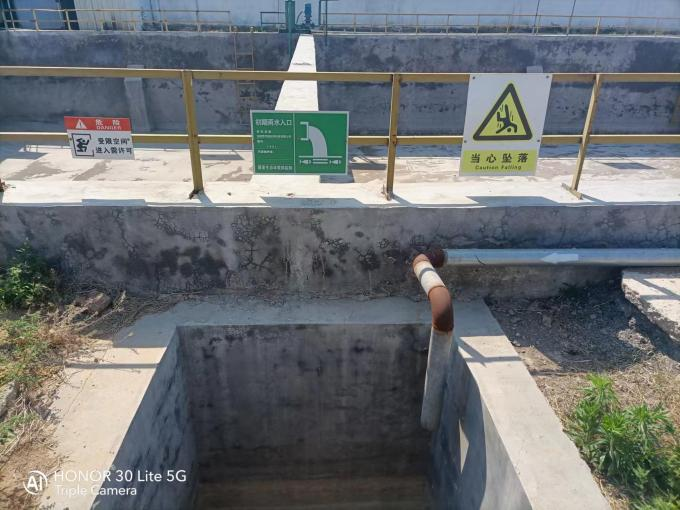 危险
DANGER
受限空间
进入需许可
初期雨水入口
当心坠落
Caution Falling
AI
HONOR 30 Lite 5G
Triple Camera